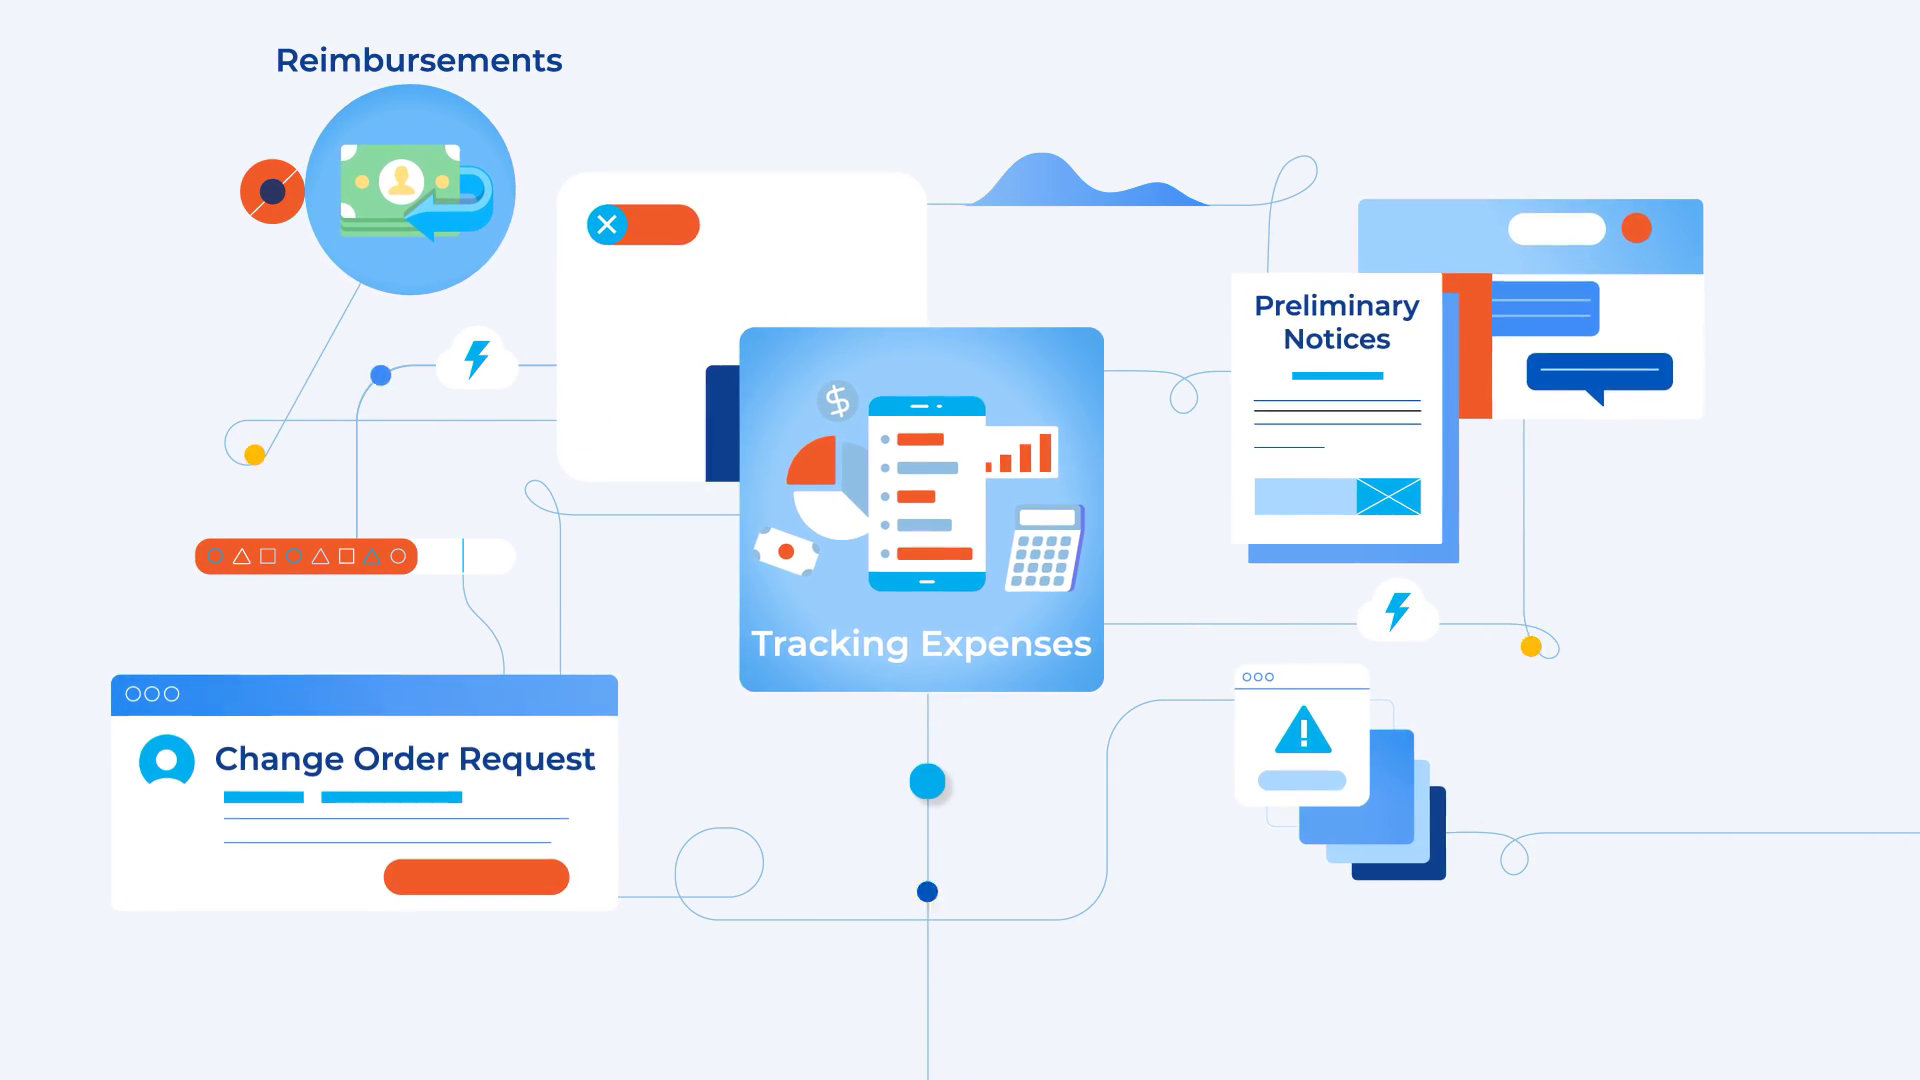 Reimbursements
Preliminary
Notices
Tracking Expenses
Change Order Request